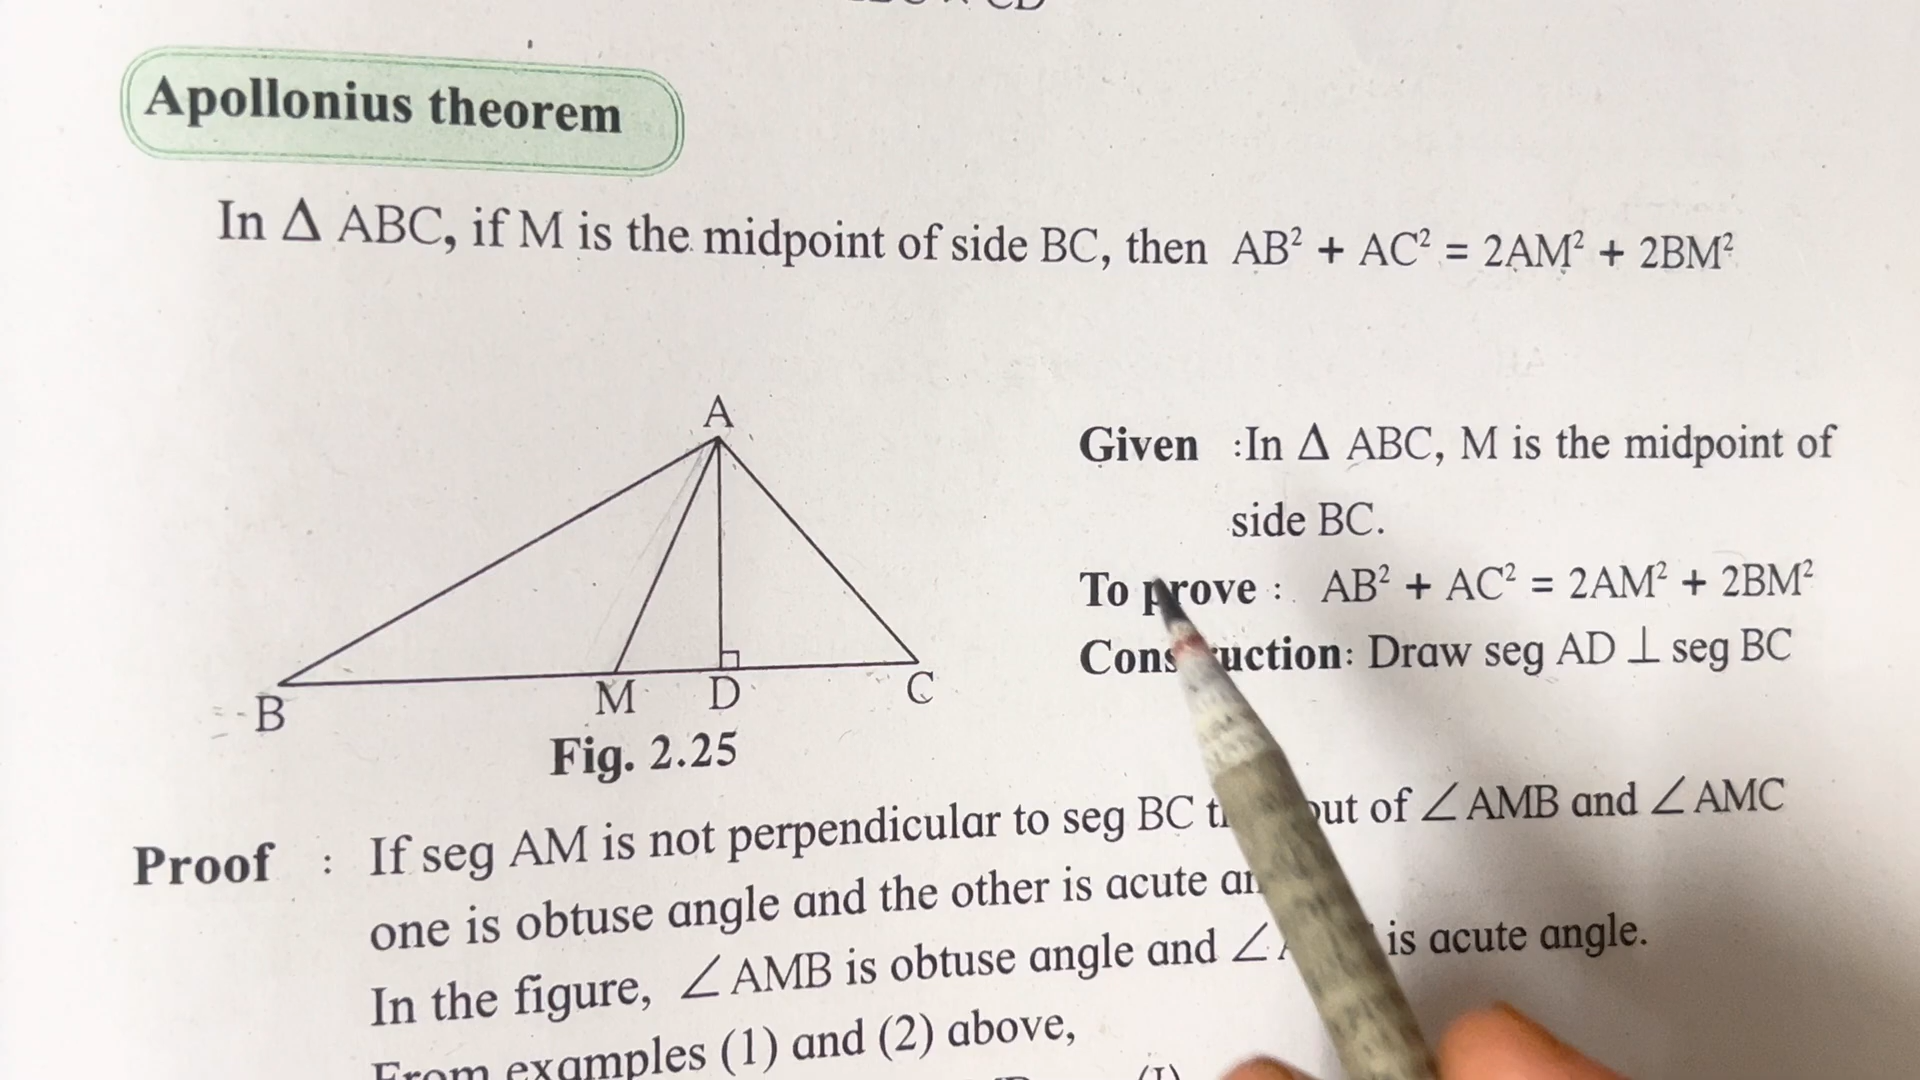 CD
Apollonius theorem
In Δ ABC, if M is the midpoint of side BC, then AB² + AC² = 2AM² + 2BM²
A
B
M
D
C
Fig. 2.25
Given :In Δ ABC, M is the midpoint of
side BC.
To prove : AB² + AC² = 2AM² + 2BM²
Construction: Draw seg AD ⊥ seg BC
Proof : If seg AM is not perpendicular to seg BC out of ∠AMB and ∠AMC
one is obtuse angle and the other is acute
In the figure, ∠AMB is obtuse angle and ∠ is acute angle.
From examples (1) and (2) above,
(I)